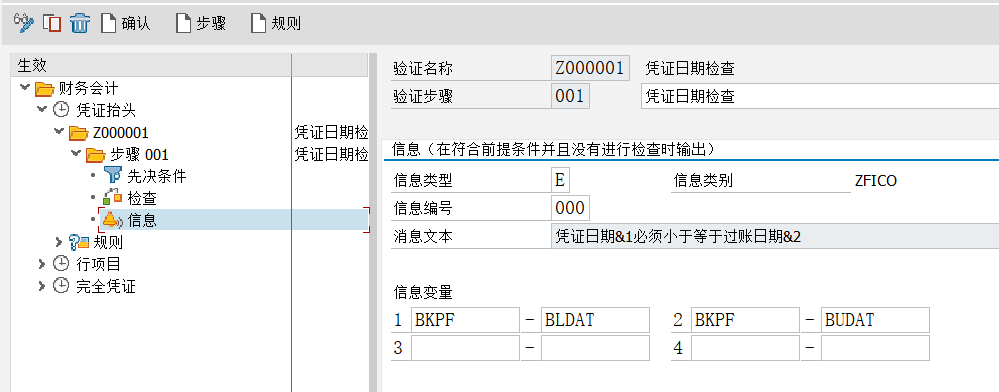 确认 步骤 规则
生效
财务会计
凭证抬头
Z000001 凭证日期检
步骤 001 凭证日期检
先决条件
检查
信息
规则
行项目
完全凭证
验证名称 Z000001 凭证日期检查
验证步骤 001 凭证日期检查
信息（在符合前提条件并且没有进行检查时输出）
信息类型 E 信息类别 ZFICO
信息编号 000
消息文本 凭证日期&1必须小于等于过账日期&2
信息变量
1 BKPF - BLDAT 2 BKPF - BUDAT
3 - 4 -